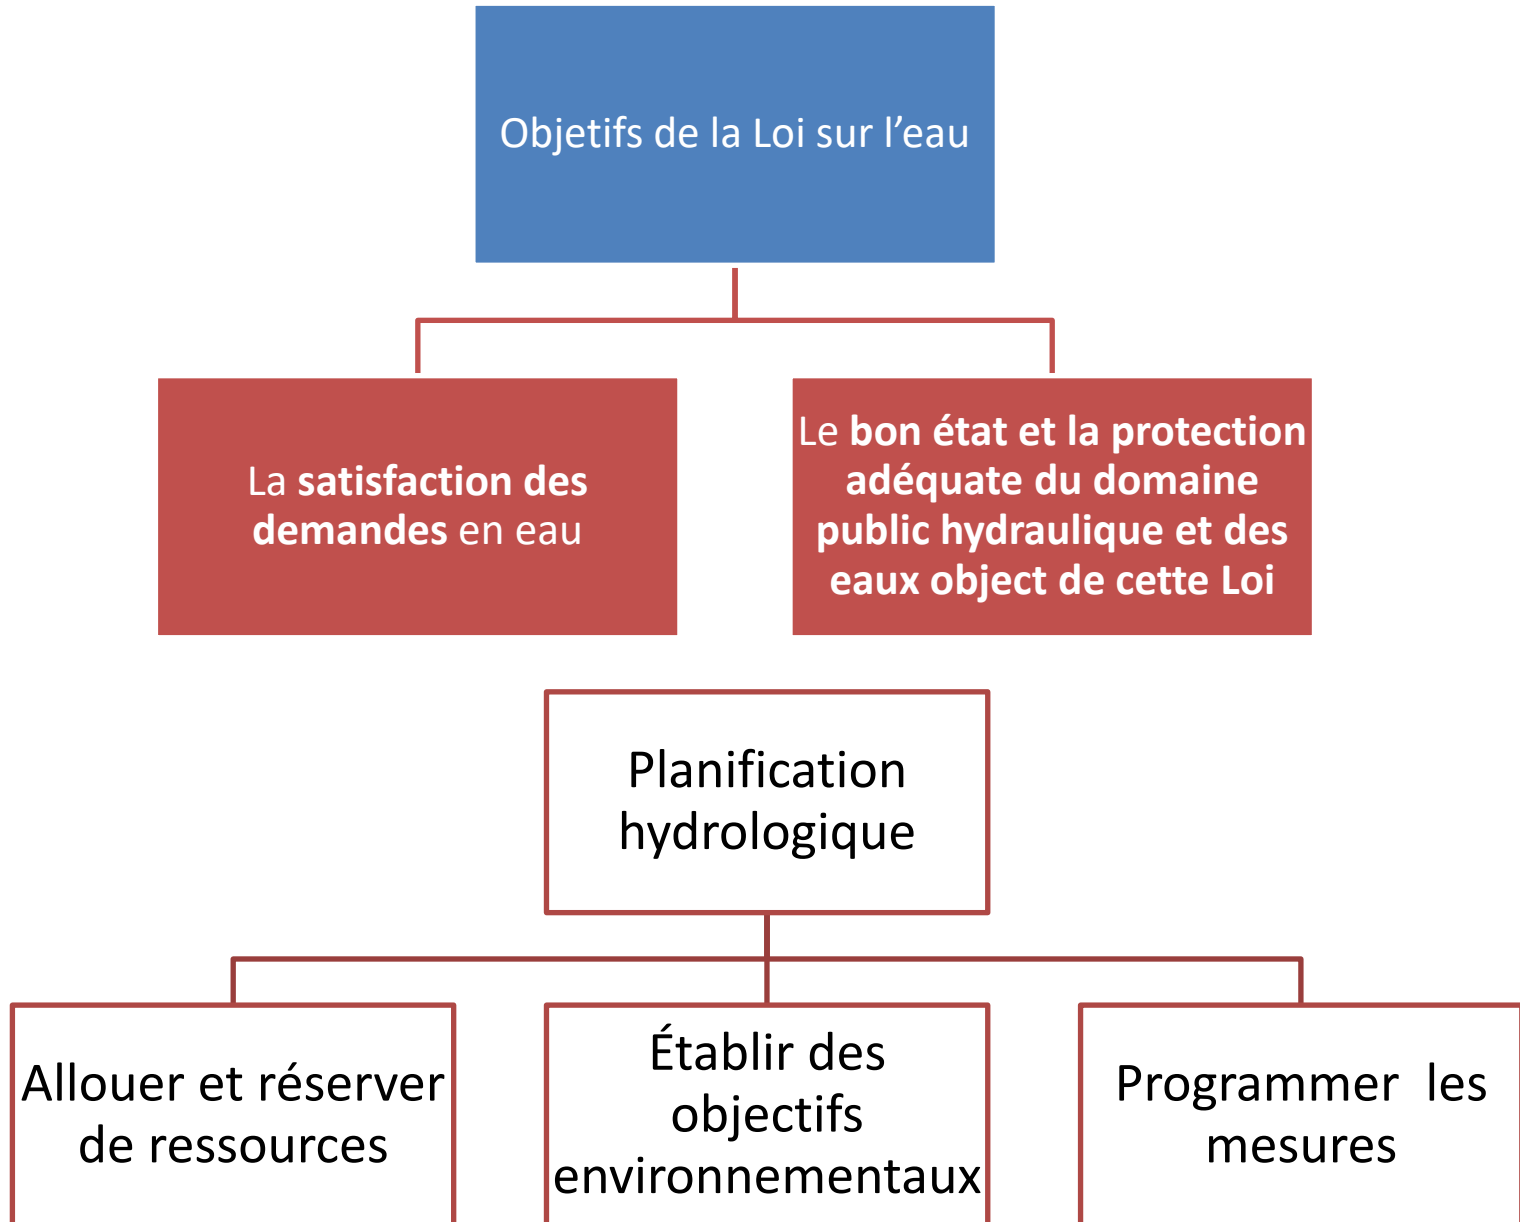 Objetifs de la Loi sur l’eau
La satisfaction des
demandes en eau
Le bon état et la protection
adéquate du domaine
public hydraulique et des
eaux object de cette Loi
Planification
hydrologique
Allouer et réserver
de ressources
Établir des
objectifs
environnementaux
Programmer  les
mesures